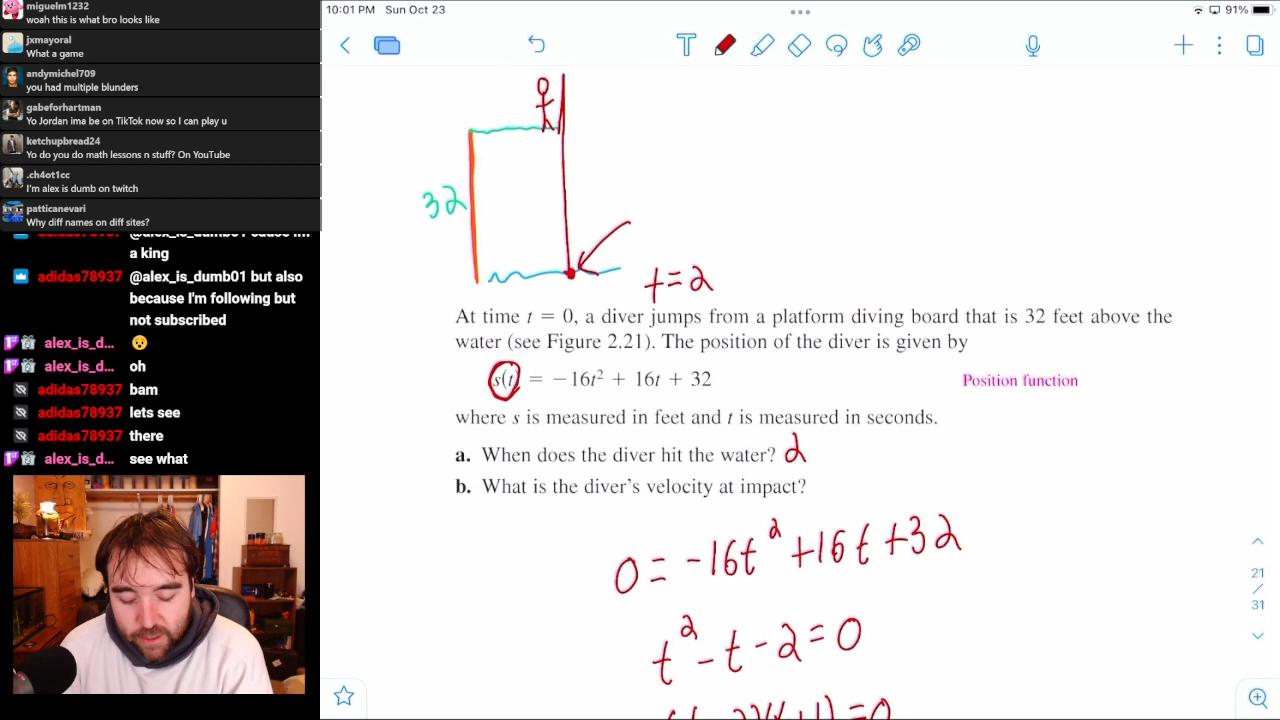 miguelm1232
woah this is what bro looks like
jxmayoral
What a game
andymichel709
you had multiple blunders
gabeforhartman
Yo Jordan ima be on TikTok now so I can play u
ketchupbread24
Yo do you do math lessons n stuff? On YouTube
.ch4ot1cc
I'm alex is dumb on twitch
patticanevari
Why diff names on diff sites?
a king
adidas78937 @alex_is_dumb01 but also
because I'm following but
not subscribed
alex_is_d... 😯
alex_is_d... oh
adidas78937 bam
adidas78937 lets see
adidas78937 there
alex_is_d... see what
10:01 PM Sun Oct 23
91%
T
32
t=2
At time t = 0, a diver jumps from a platform diving board that is 32 feet above the
water (see Figure 2.21). The position of the diver is given by
s(t) = −16t² + 16t + 32 Position function
where s is measured in feet and t is measured in seconds.
a. When does the diver hit the water? 2
b. What is the diver's velocity at impact?
0 = -16t² +16t +32
t² - t - 2 = 0
21
/
31